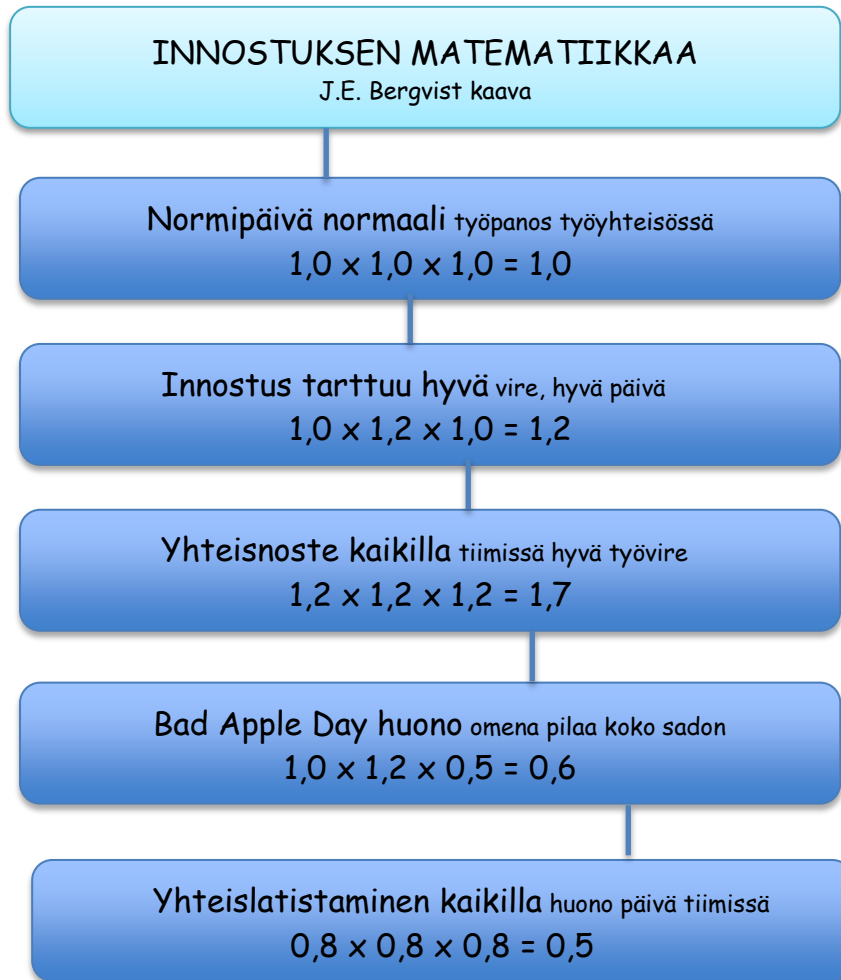 INNOSTUKSEN MATEMATIIKKAA
J.E. Bergvist kaava
Normipäivä normaali työpanos työyhteisössä
1,0 x 1,0 x 1,0 = 1,0
Innostus tarttuu hyvä vire, hyvä päivä
1,0 x 1,2 x 1,0 = 1,2
Yhteisnoste kaikilla tiimissä hyvä työvire
1,2 x 1,2 x 1,2 = 1,7
Bad Apple Day huono omena pilaa koko sadon
1,0 x 1,2 x 0,5 = 0,6
Yhteislatistaminen kaikilla huono päivä tiimissä
0,8 x 0,8 x 0,8 = 0,5